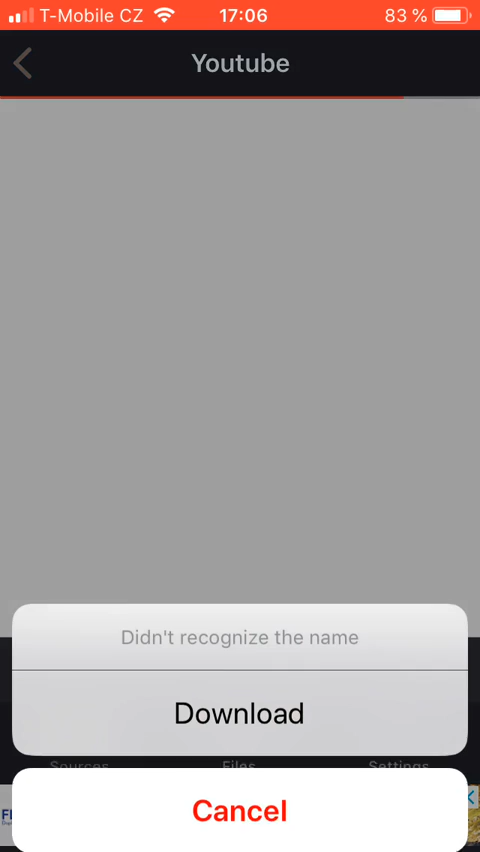 T-Mobile CZ 17:06 83 %
Youtube
Didn't recognize the name
Download
Sources Files Settings
Cancel